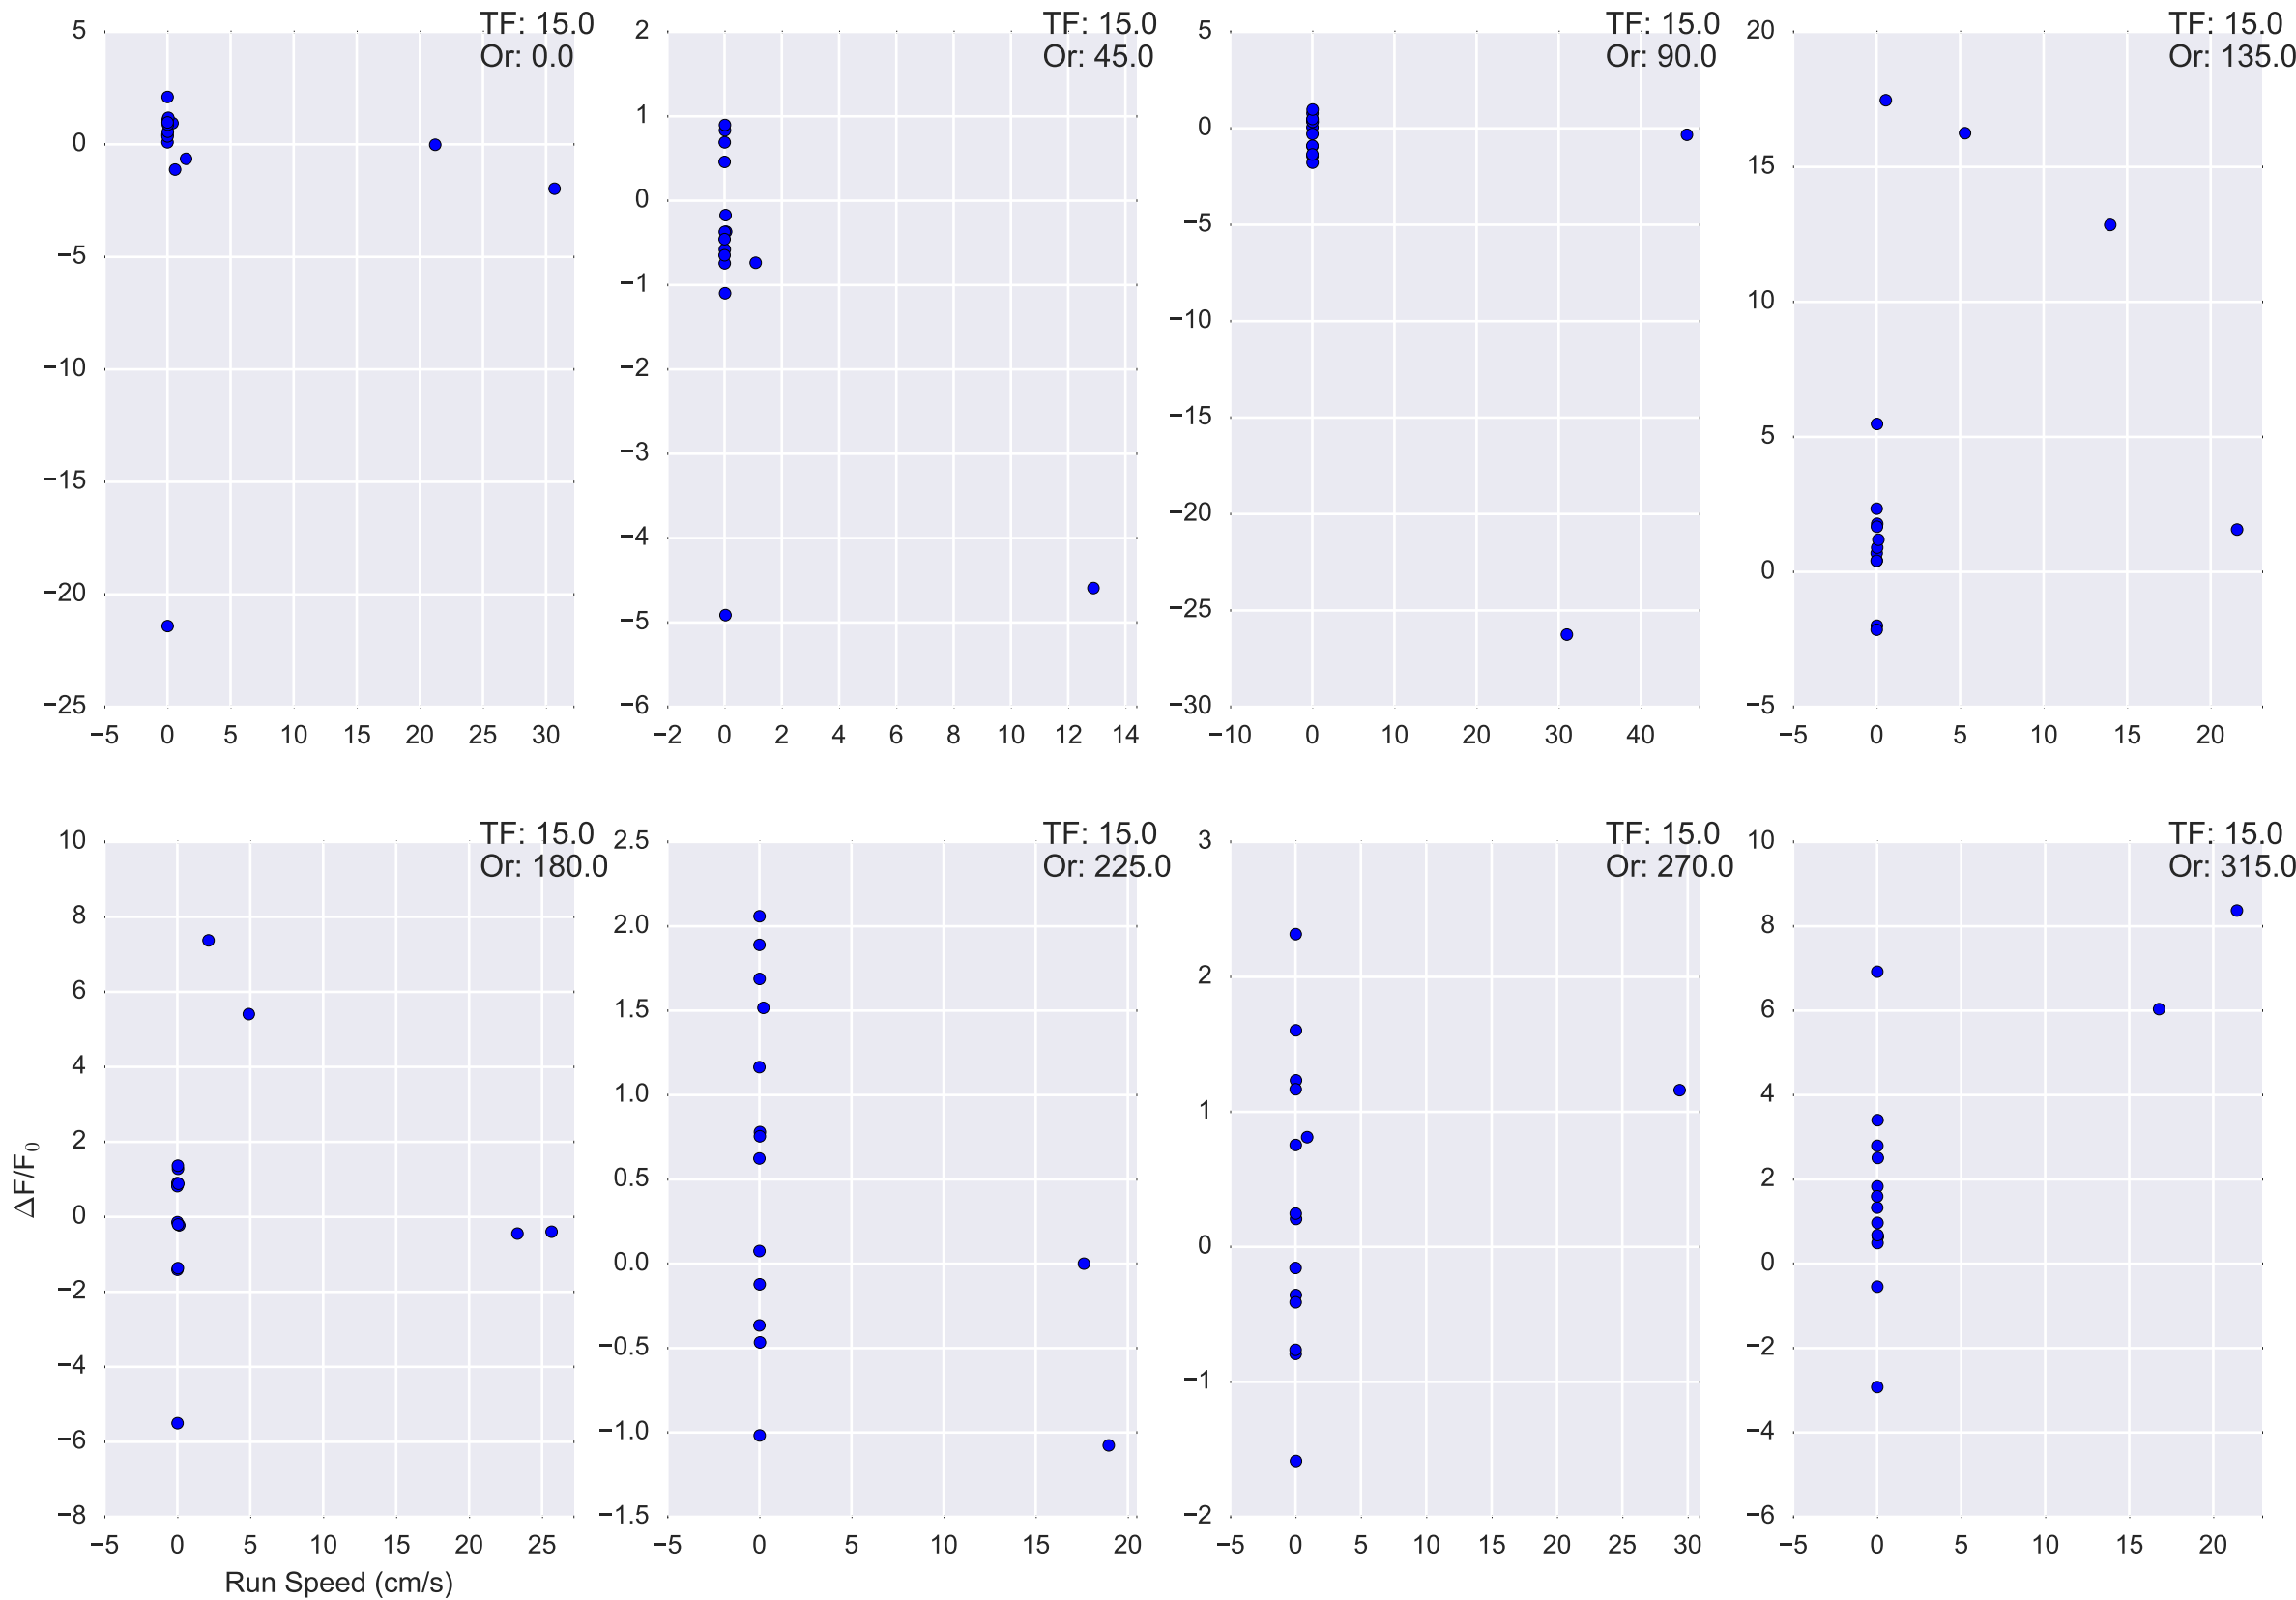 TF: 15.0
Or: 0.0
5
0
−5
−10
−15
−20
−25
−5 0 5 10 15 20 25 30
TF: 15.0
Or: 45.0
2
1
0
−1
−2
−3
−4
−5
−6
−2 0 2 4 6 8 10 12 14
TF: 15.0
Or: 90.0
5
0
−5
−10
−15
−20
−25
−30
−10 0 10 20 30 40
TF: 15.0
Or: 135.0
20
15
10
5
0
−5
−5 0 5 10 15 20
TF: 15.0
Or: 180.0
10
8
6
4
2
0
−2
−4
−6
−8
−5 0 5 10 15 20 25
ΔF/F₀
Run Speed (cm/s)
TF: 15.0
Or: 225.0
2.5
2.0
1.5
1.0
0.5
0.0
−0.5
−1.0
−1.5
−5 0 5 10 15 20
TF: 15.0
Or: 270.0
3
2
1
0
−1
−2
−5 0 5 10 15 20 25 30
TF: 15.0
Or: 315.0
10
8
6
4
2
0
−2
−4
−6
−5 0 5 10 15 20